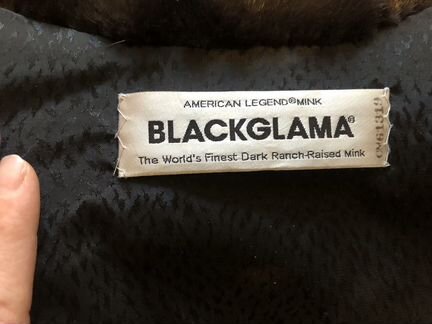 AMERICAN LEGEND®MINK
BLACKGLAMA®
The World's Finest Dark Ranch-Raised Mink